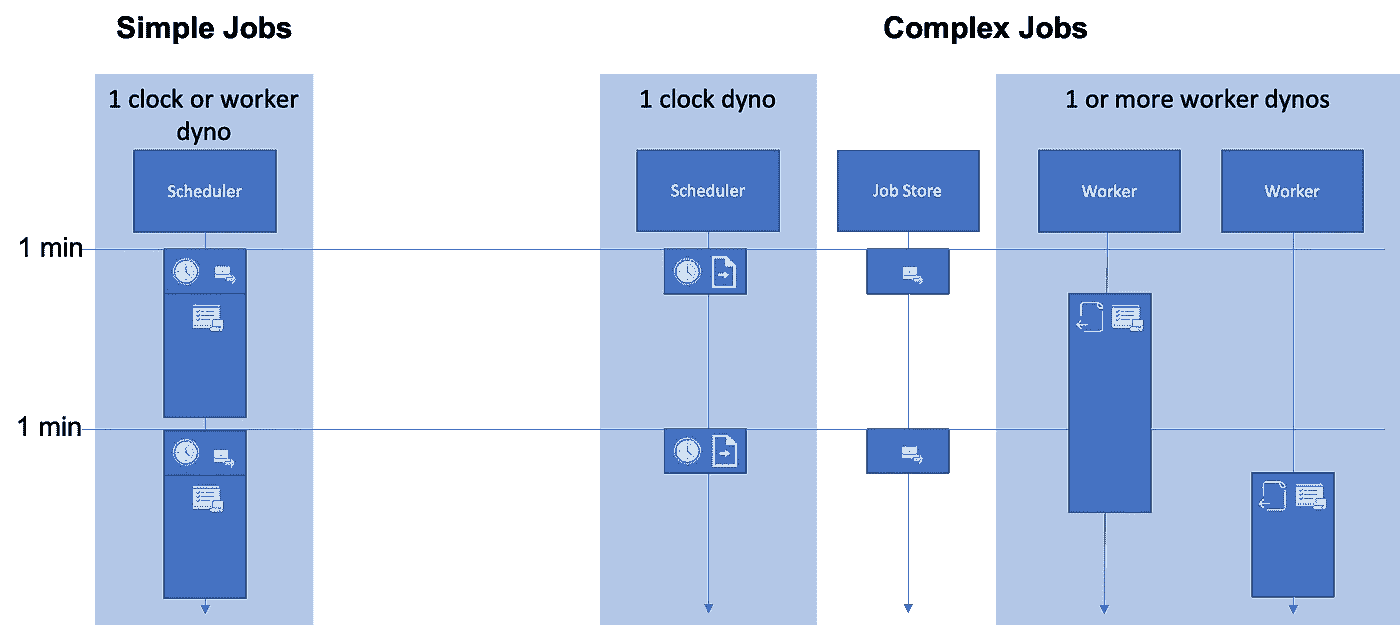 Simple Jobs
Complex Jobs
1 clock or worker
dyno
1 clock dyno
1 or more worker dynos
Scheduler
Scheduler
Job Store
Worker
Worker
1 min
1 min